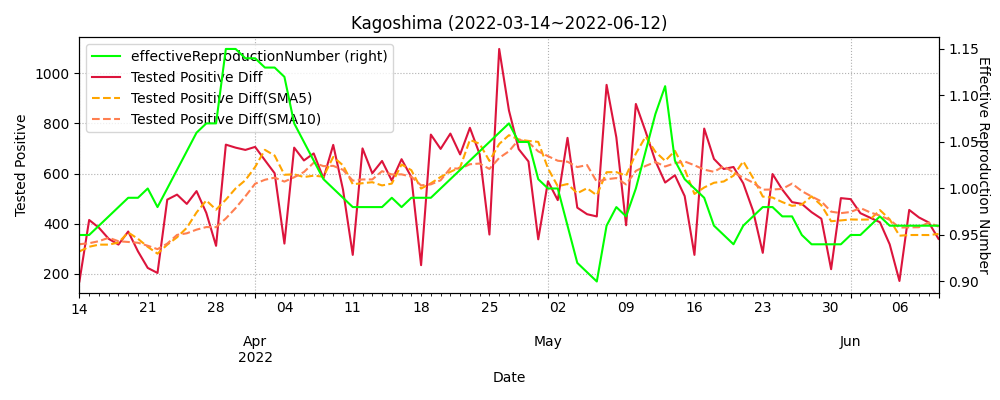 Kagoshima (2022-03-14~2022-06-12)
effectiveReproductionNumber (right)
Tested Positive Diff
Tested Positive Diff(SMA5)
Tested Positive Diff(SMA10)
Tested Positive
1000
800
600
400
200
1.15
1.10
1.05
1.00
0.95
0.90
Effective Reproduction Number
14 21 28 04 11 18 25 02 09 16 23 30 06
Apr May Jun
2022
Date